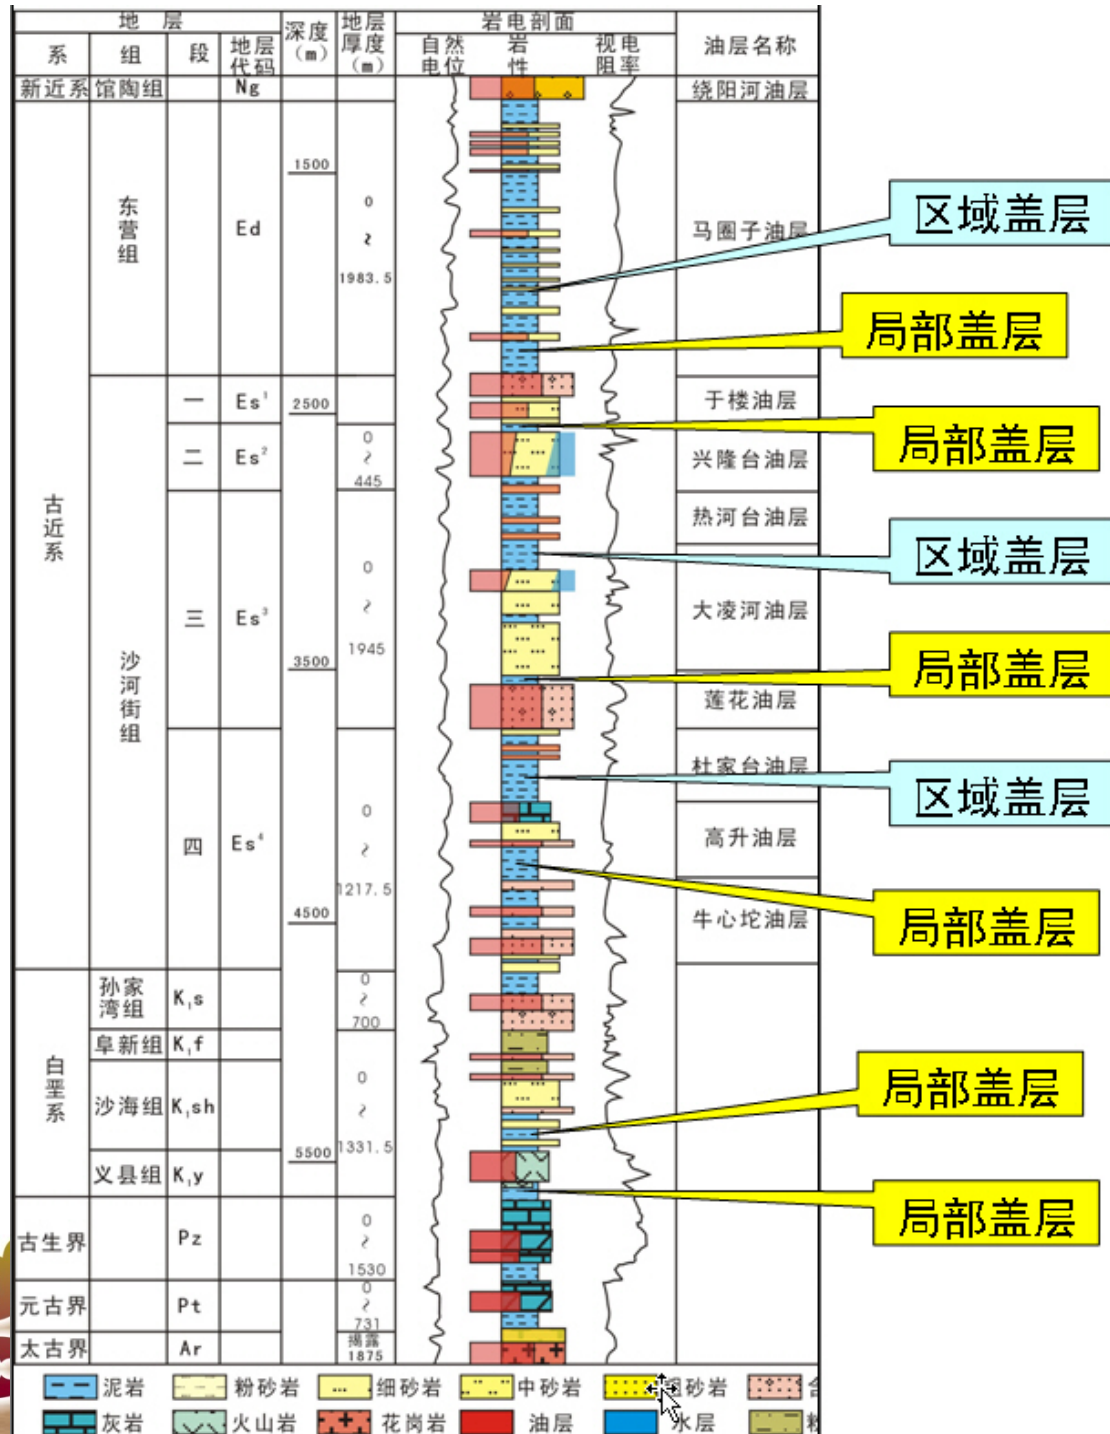 地 层
深度
(m)
地层
厚度
(m)
岩电剖面
油层名称
系
组
段
地层
代码
自然
电位
岩
性
视电
阻率
新近系
馆陶组
Ng
绕阳河油层
1500
东
营
组
Ed
0
~
1983.5
马圈子油层
区域盖层
局部盖层
一
Es¹
2500
于楼油层
二
Es²
0
~
445
兴隆台油层
局部盖层
古
近
系
热河台油层
区域盖层
三
Es³
0
~
1945
大凌河油层
沙
河
街
组
3500
局部盖层
莲花油层
杜家台油层
区域盖层
四
Es⁴
0
~
1217.5
高升油层
局部盖层
4500
牛心坨油层
孙家
湾组
K₁s
0
~
700
阜新组
K₁f
白
垩
系
沙海组
K₁sh
0
~
1331.5
局部盖层
5500
义县组
K₁y
局部盖层
古生界
Pz
0
~
1530
元古界
Pt
0
~
731
太古界
Ar
揭露
1875
泥岩
粉砂岩
细砂岩
中砂岩
砂岩
灰岩
火山岩
花岗岩
油层
水层